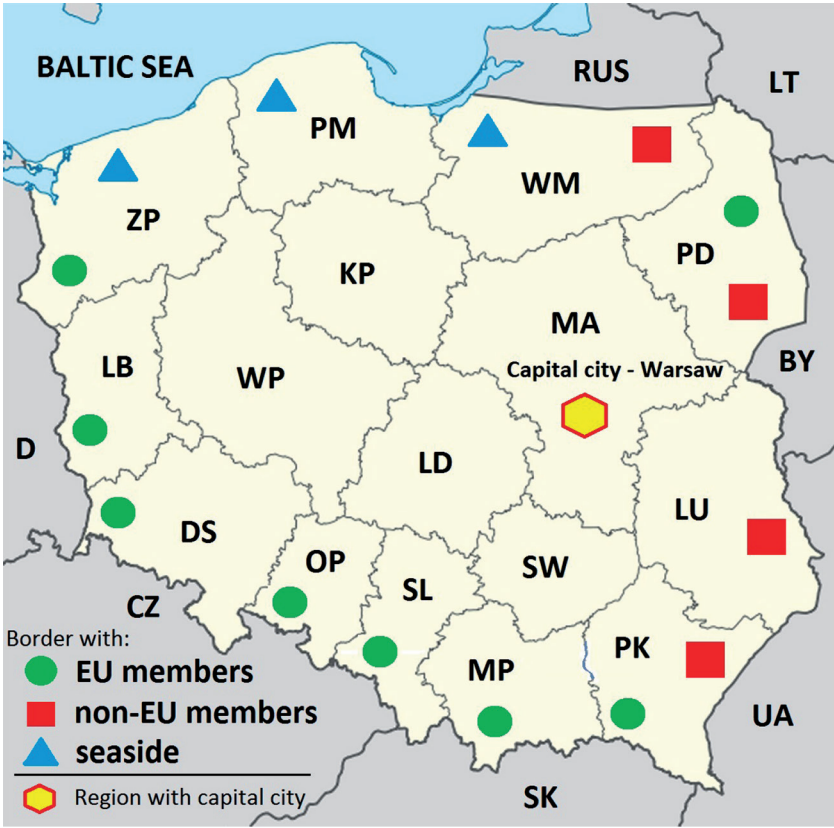 BALTIC SEA
RUS
LT
PM
WM
ZP
PD
KP
MA
LB
WP
Capital city - Warsaw
BY
D
LD
LU
DS
OP
SW
SL
CZ
Border with:
EU members
non-EU members
seaside
Region with capital city
MP
PK
UA
SK